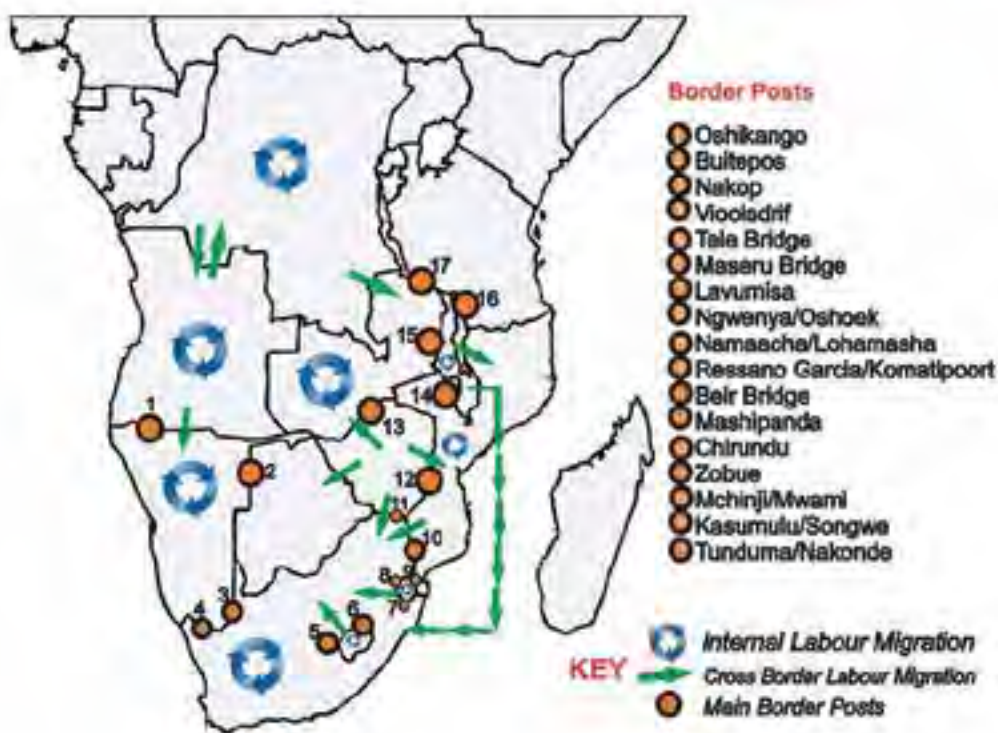 Border Posts
Oshikango
Buitepos
Nakop
Vioolsdrif
Tele Bridge
Maseru Bridge
Lavumisa
Ngwenya/Oshoek
Namaacha/Lohamasha
Ressano Garcia/Komatipoort
Beir Bridge
Mashipanda
Chirundu
Zobue
Mchinji/Mwami
Kasumulu/Songwe
Tunduma/Nakonde
17
16
15
14
1
13
2
12
11
10
9
8
7
3
6
4
5
Internal Labour Migration
KEY
Cross Border Labour Migration
Main Border Posts